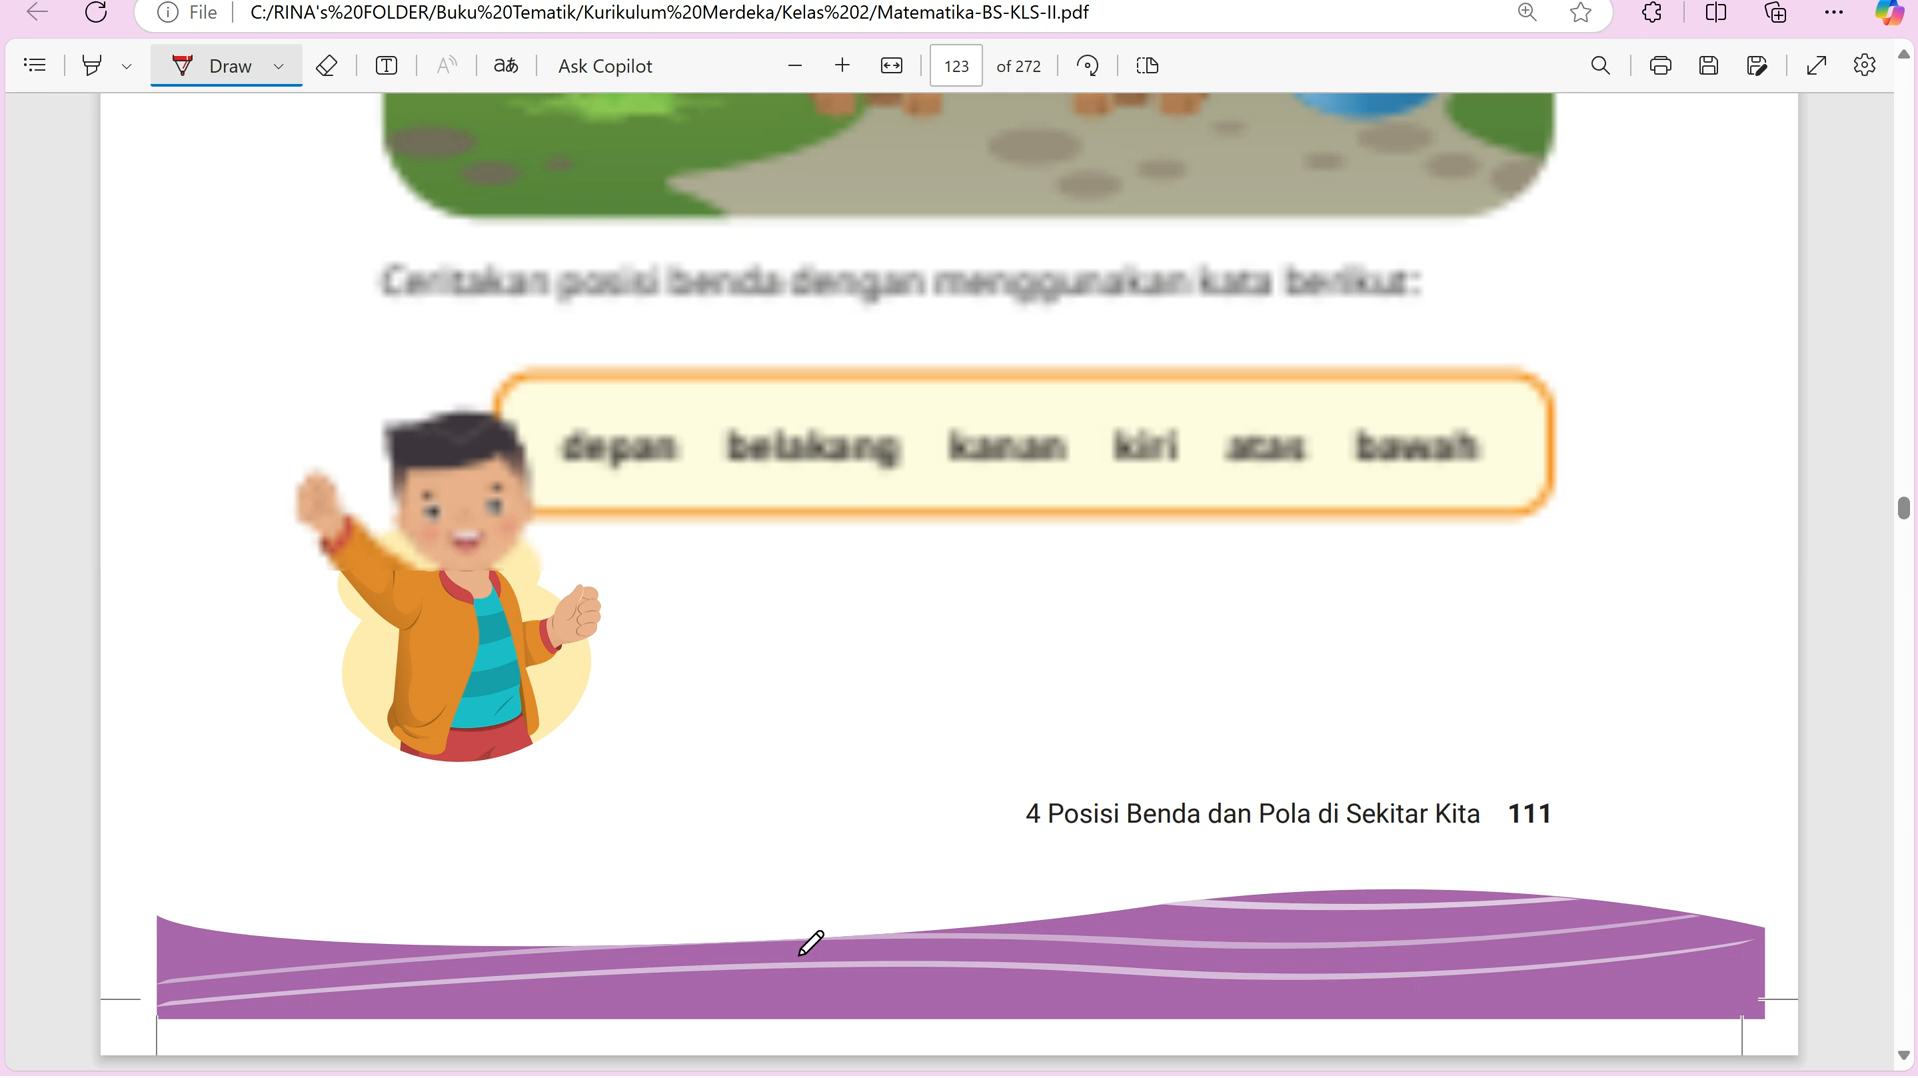 File C:/RINA's%20FOLDER/Buku%20Tematik/Kurikulum%20Merdeka/Kelas%202/Matematika-BS-KLS-II.pdf
Draw T A aあ Ask Copilot 123 of 272
Ceritakan posisi benda dengan menggunakan kata berikut:
depan belakang kanan kiri atas bawah
4 Posisi Benda dan Pola di Sekitar Kita 111